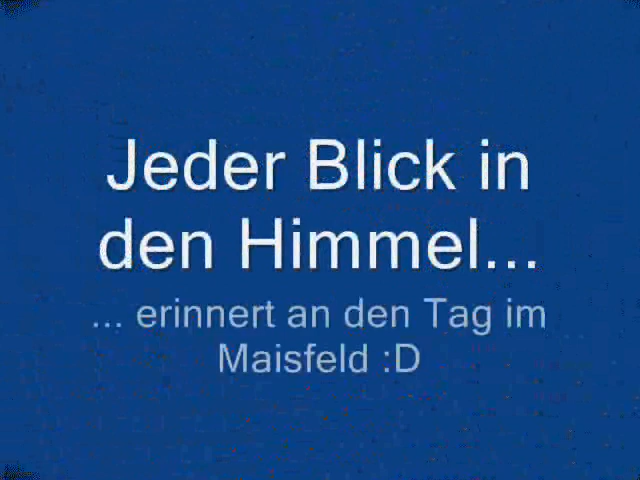 Jeder Blick in
den Himmel...
... erinnert an den Tag im
Maisfeld :D